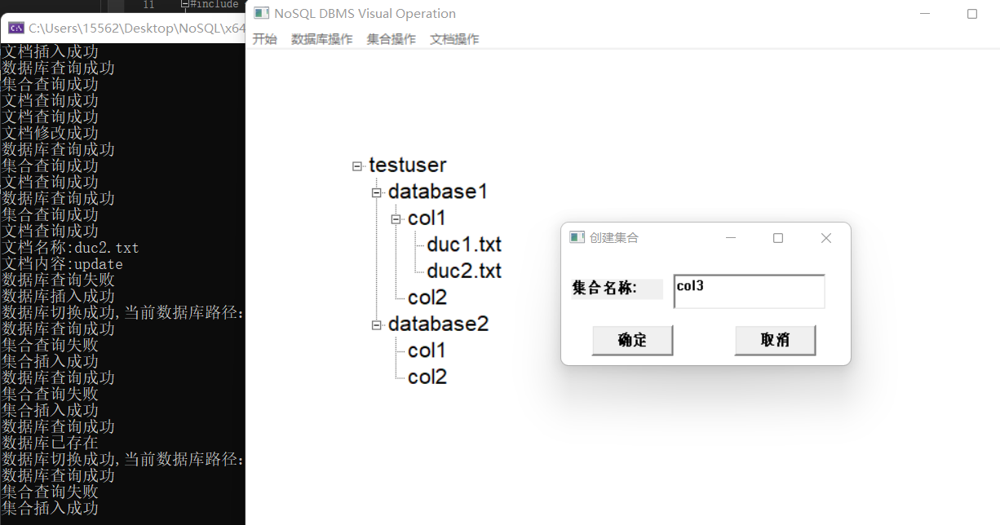 11
#include
C:\Users\15562\Desktop\NoSQL\x64
文档插入成功
数据库查询成功
集合查询成功
文档查询成功
文档查询成功
文档修改成功
数据库查询成功
集合查询成功
文档查询成功
数据库查询成功
集合查询成功
文档查询成功
文档名称:duc2.txt
文档内容:update
数据库查询失败
数据库插入成功
数据库切换成功,当前数据库路径:
数据库查询成功
集合查询失败
集合插入成功
数据库查询成功
集合查询失败
集合插入成功
数据库查询成功
数据库已存在
数据库切换成功,当前数据库路径:
数据库查询成功
集合查询失败
集合插入成功
NoSQL DBMS Visual Operation
开始 数据库操作 集合操作 文档操作
testuser
database1
col1
duc1.txt
duc2.txt
col2
database2
col1
col2
创建集合
集合名称: col3
确定 取消